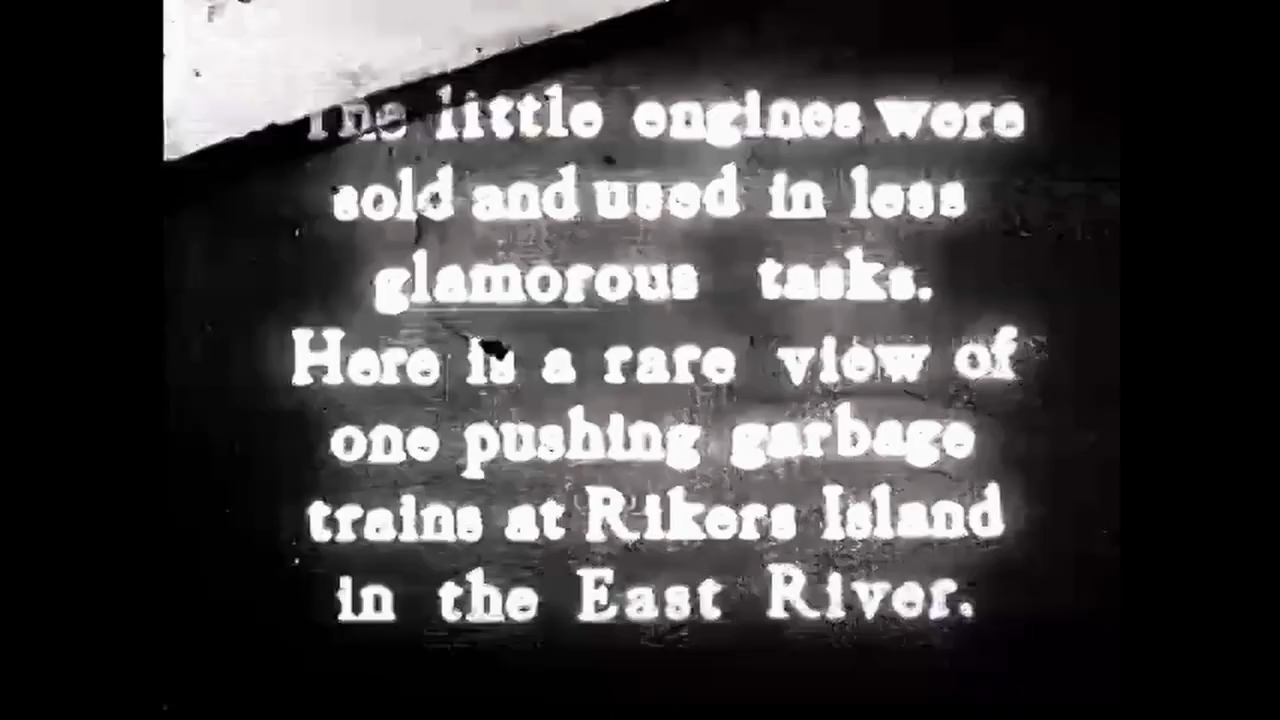 The little engines were
sold and used in less
glamorous tasks.
Here is a rare view of
one pushing garbage
trains at Rikers Island
in the East River.